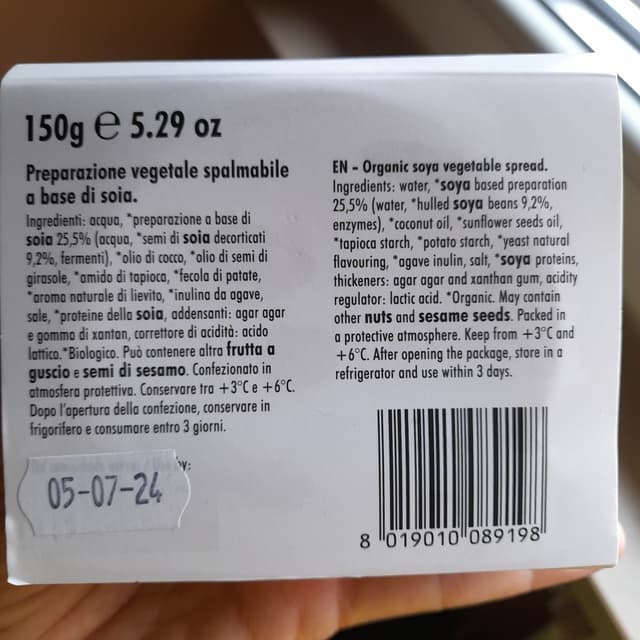 150g e 5.29 oz
Preparazione vegetale spalmabile
a base di soia.
Ingredienti: acqua, *preparazione a base di
soia 25,5% (acqua, *semi di soia decorticati
9,2%, fermenti), *olio di cocco, *olio di semi di
girasole, *amido di tapioca, *fecola di patate,
*aroma naturale di lievito, *inulina da agave,
sale, *proteine della soia, addensanti: agar agar
e gomma di xantan, correttore di acidità: acido
lattico.*Biologico. Può contenere altra frutta a
guscio e semi di sesamo. Confezionato in
atmosfera protettiva. Conservare tra +3°C e +6°C.
Dopo l'apertura della confezione, conservare in
frigorifero e consumare entro 3 giorni.
05-07-24
EN - Organic soya vegetable spread.
Ingredients: water, *soya based preparation
25,5% (water, *hulled soya beans 9,2%,
enzymes), *coconut oil, *sunflower seeds oil,
*tapioca starch, *potato starch, *yeast natural
flavouring, *agave inulin, salt, *soya proteins,
thickeners: agar agar and xanthan gum, acidity
regulator: lactic acid. *Organic. May contain
other nuts and sesame seeds. Packed in
a protective atmosphere. Keep from +3°C and
+6°C. After opening the package, store in a
refrigerator and use within 3 days.
8 019010 089198